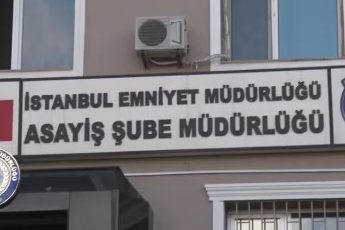 İSTANBUL EMNİYET MÜDÜRLÜĞÜ
ASAYİŞ ŞUBE MÜDÜRLÜĞÜ